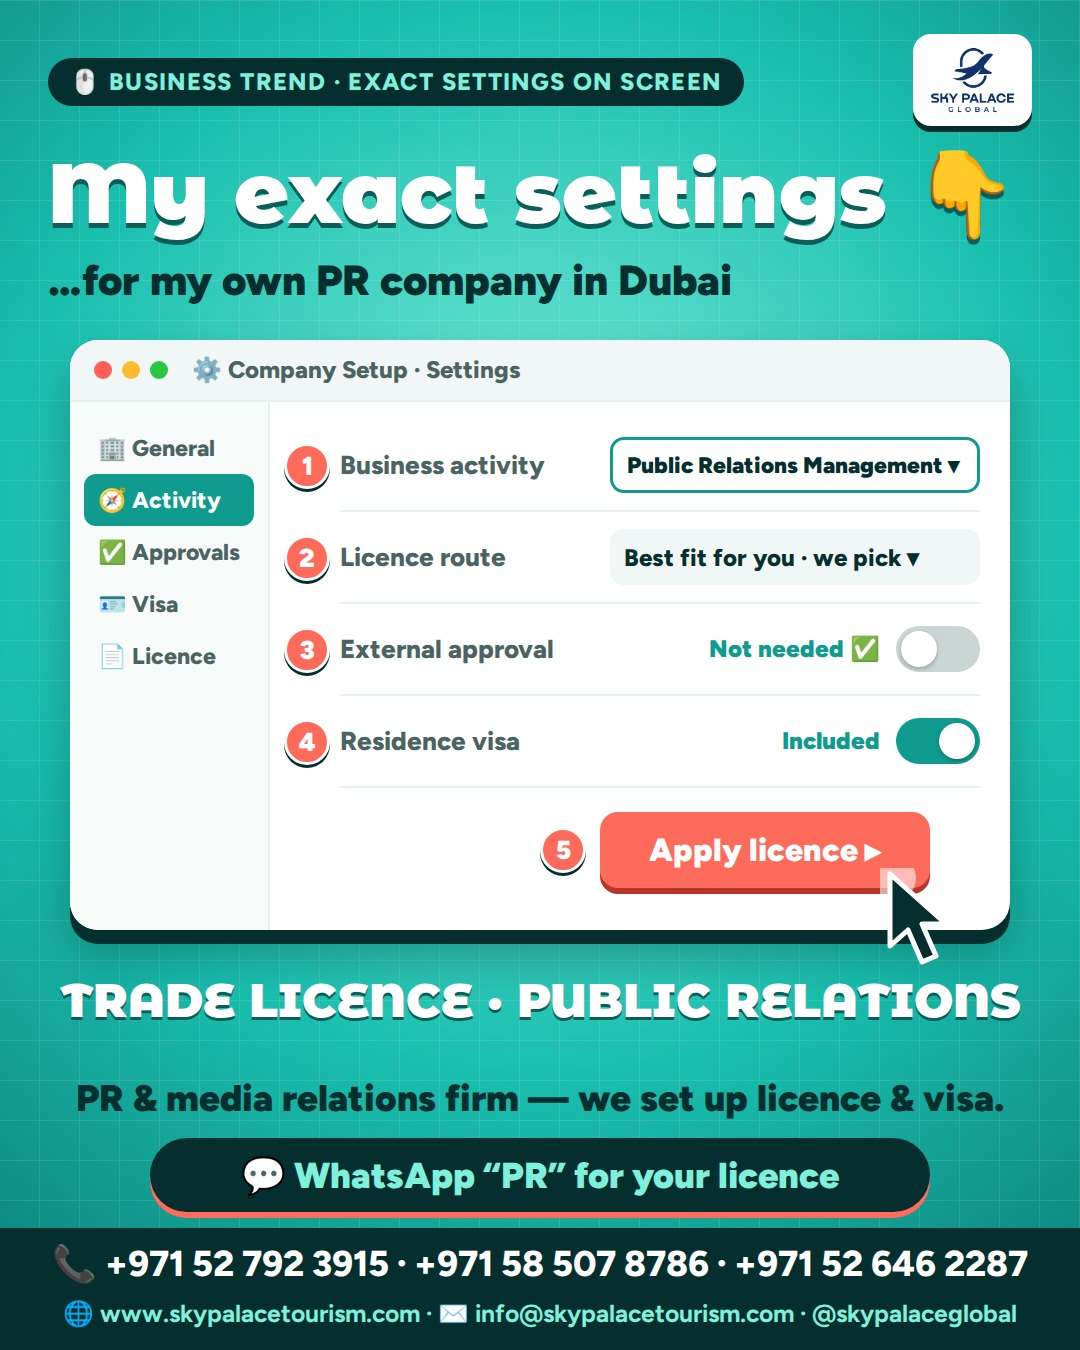 🖱️ BUSINESS TREND · EXACT SETTINGS ON SCREEN
SKY PALACE
GLOBAL
my exact settings 👇
...for my own PR company in Dubai
⚙️ Company Setup · Settings
🏢 General
🧭 Activity
✅ Approvals
🪪 Visa
📄 Licence
1 Business activity Public Relations Management ▼
2 Licence route Best fit for you · we pick ▼
3 External approval Not needed ✅
4 Residence visa Included
5 Apply licence ▸
TRADE LICENCE · PUBLIC RELATIONS
PR & media relations firm — we set up licence & visa.
💬 WhatsApp “PR” for your licence
📞 +971 52 792 3915 · +971 58 507 8786 · +971 52 646 2287
🌐 www.skypalacetourism.com · ✉️ info@skypalacetourism.com · @skypalaceglobal